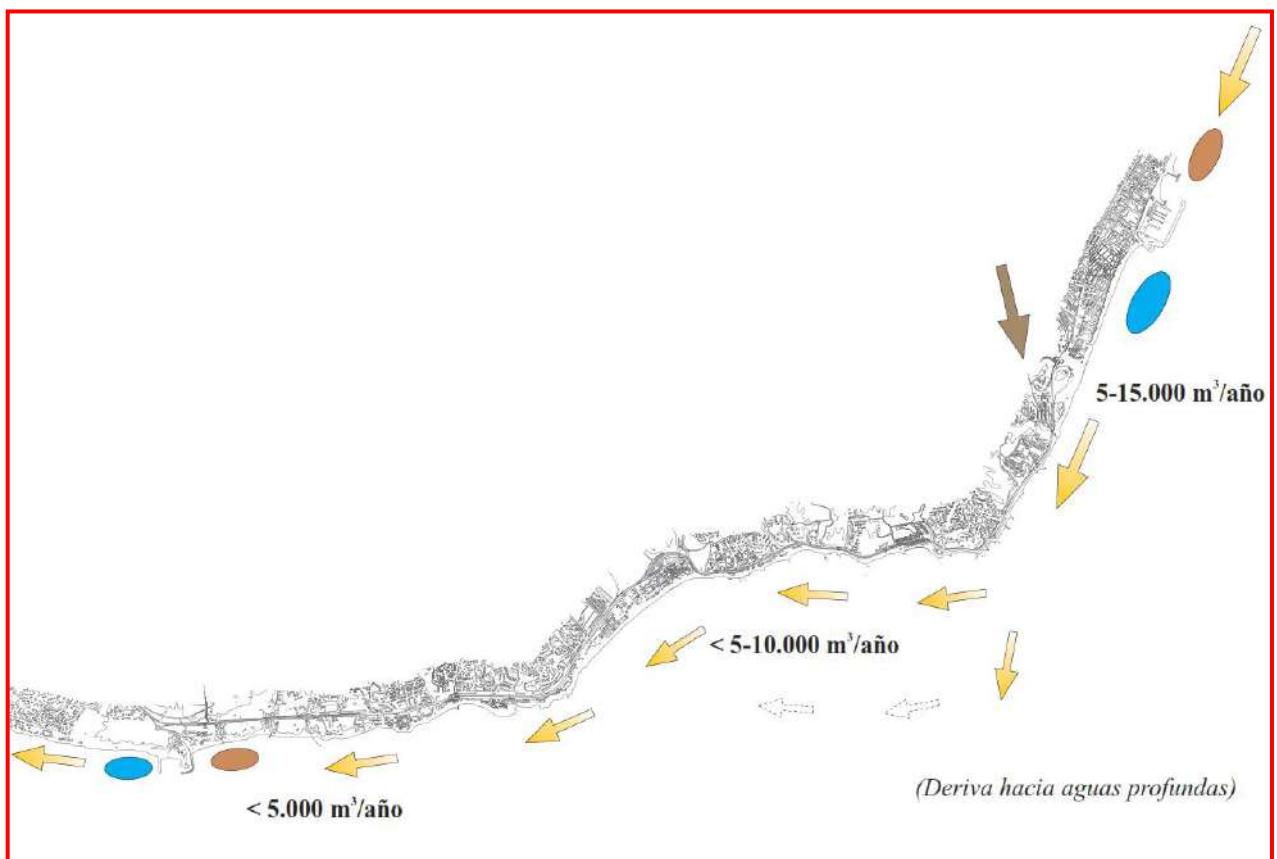 5-15.000 m³/año
< 5-10.000 m³/año
(Deriva hacia aguas profundas)
< 5.000 m³/año